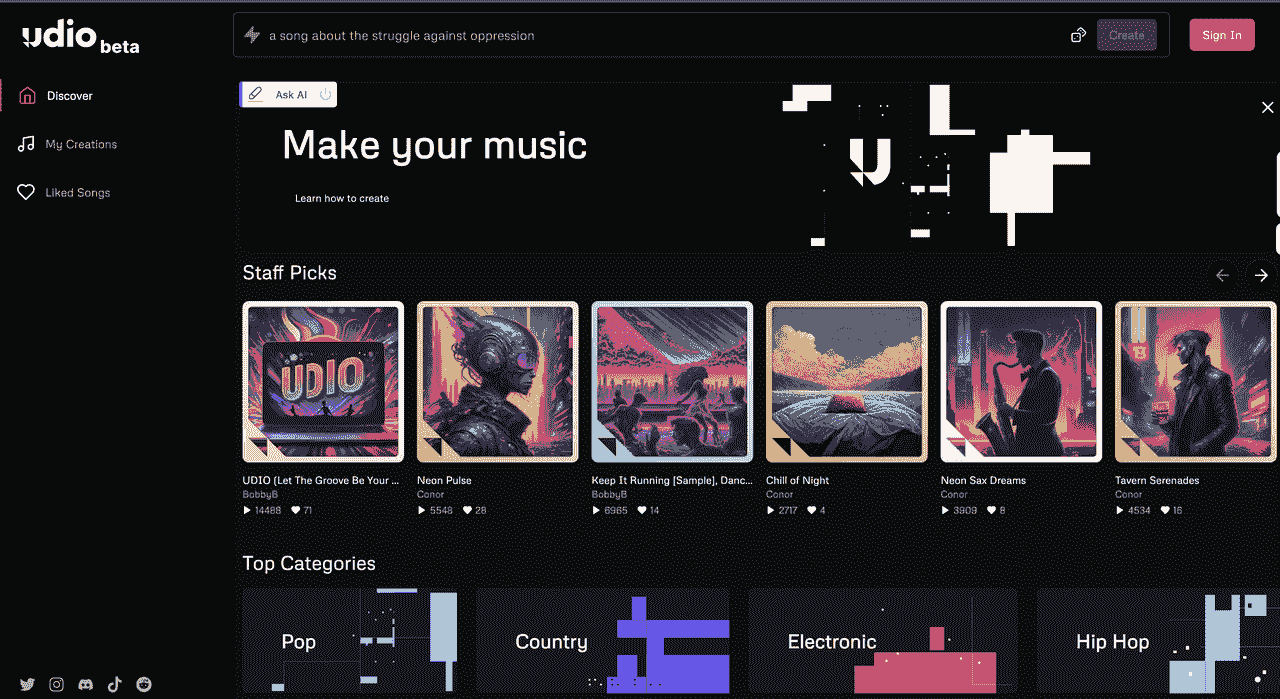 udio beta
a song about the struggle against oppression
Create
Sign In
Discover
My Creations
Liked Songs
Ask AI
Make your music
Learn how to create
Staff Picks
UDIO
UDIO (Let The Groove Be Your ...
BobbyB
14488 71
Neon Pulse
Conor
5548 28
Keep It Running [Sample], Danc...
BobbyB
6965 14
Chill of Night
Conor
2717 4
Neon Sax Dreams
Conor
3909 8
Tavern Serenades
Conor
4534 16
Top Categories
Pop
Country
Electronic
Hip Hop